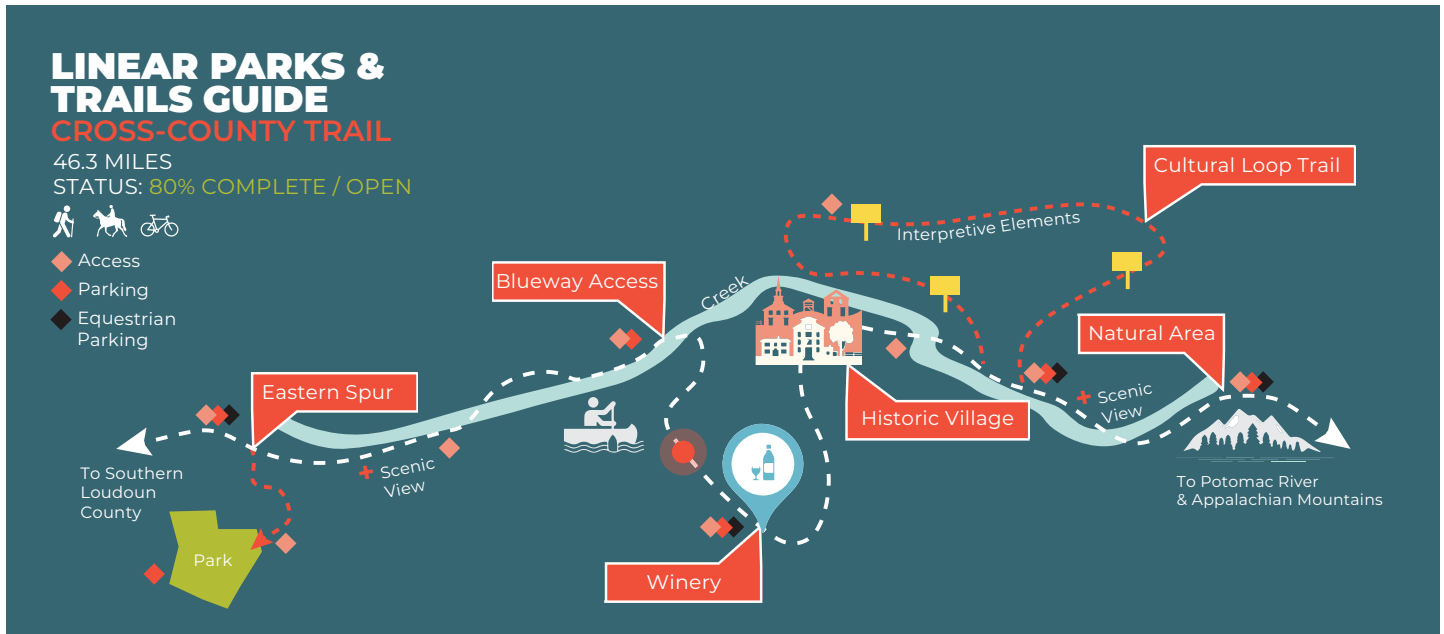 LINEAR PARKS &
TRAILS GUIDE
CROSS-COUNTY TRAIL
46.3 MILES
STATUS: 80% COMPLETE / OPEN
Access
Parking
Equestrian
Parking
Cultural Loop Trail
Interpretive Elements
Blueway Access
Creek
Natural Area
Eastern Spur
Scenic
View
Historic Village
To Southern
Loudoun
County
Scenic
View
To Potomac River
& Appalachian Mountains
Park
Winery